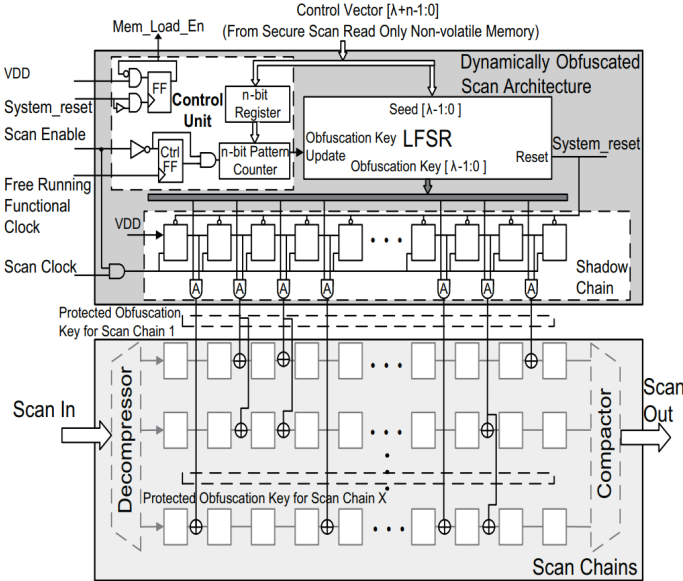 Control Vector [λ+n-1:0]
(From Secure Scan Read Only Non-volatile Memory)
Mem_Load_En
Dynamically Obfuscated
Scan Architecture
VDD
FF
System_reset
Control
Unit
n-bit
Register
Seed [λ-1:0 ]
Scan Enable
Ctrl
FF
n-bit Pattern
Counter
Obfuscation Key
Update
LFSR
Obfuscation Key [λ-1:0 ]
Reset
System_reset
Free Running
Functional
Clock
VDD
Scan Clock
Shadow
Chain
A A A A A A A
Protected Obfuscation
Key for Scan Chain 1
Scan In
Decompressor
Compactor
Scan
Out
Protected Obfuscation Key for Scan Chain X
Scan Chains